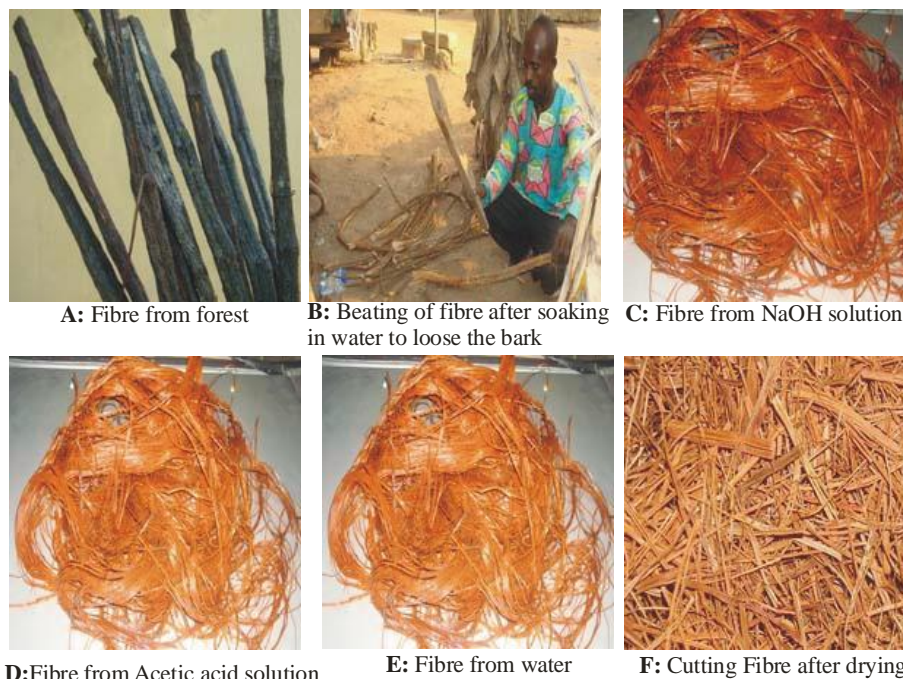 A: Fibre from forest
B: Beating of fibre after soaking
in water to loose the bark
C: Fibre from NaOH solution
D:Fibre from Acetic acid solution
E: Fibre from water
F: Cutting Fibre after drying